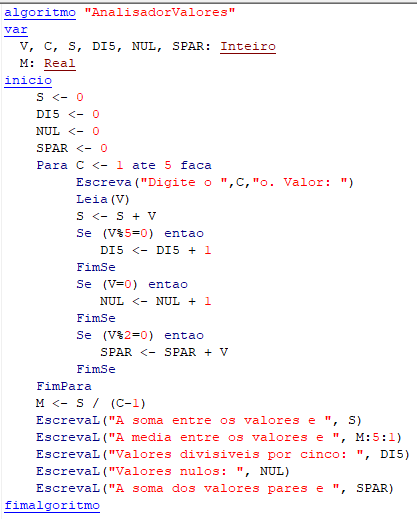 algoritmo "AnalisadorValores"
var
  V, C, S, DI5, NUL, SPAR: Inteiro
  M: Real
inicio
    S <- 0
    DI5 <- 0
    NUL <- 0
    SPAR <- 0
    Para C <- 1 ate 5 faca
         Escreva("Digite o ",C,"o. Valor: ")
         Leia(V)
         S <- S + V
         Se (V%5=0) entao
            DI5 <- DI5 + 1
         FimSe
         Se (V=0) entao
            NUL <- NUL + 1
         FimSe
         Se (V%2=0) entao
            SPAR <- SPAR + V
         FimSe
    FimPara
    M <- S / (C-1)
    EscrevaL("A soma entre os valores e ", S)
    EscrevaL("A media entre os valores e ", M:5:1)
    EscrevaL("Valores divisiveis por cinco: ", DI5)
    EscrevaL("Valores nulos: ", NUL)
    EscrevaL("A soma dos valores pares e ", SPAR)
fimalgoritmo